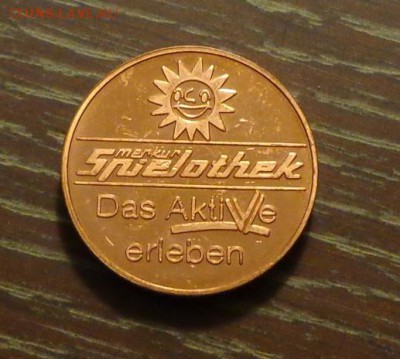 merkur
Spielothek
Das AktiVe
erleben